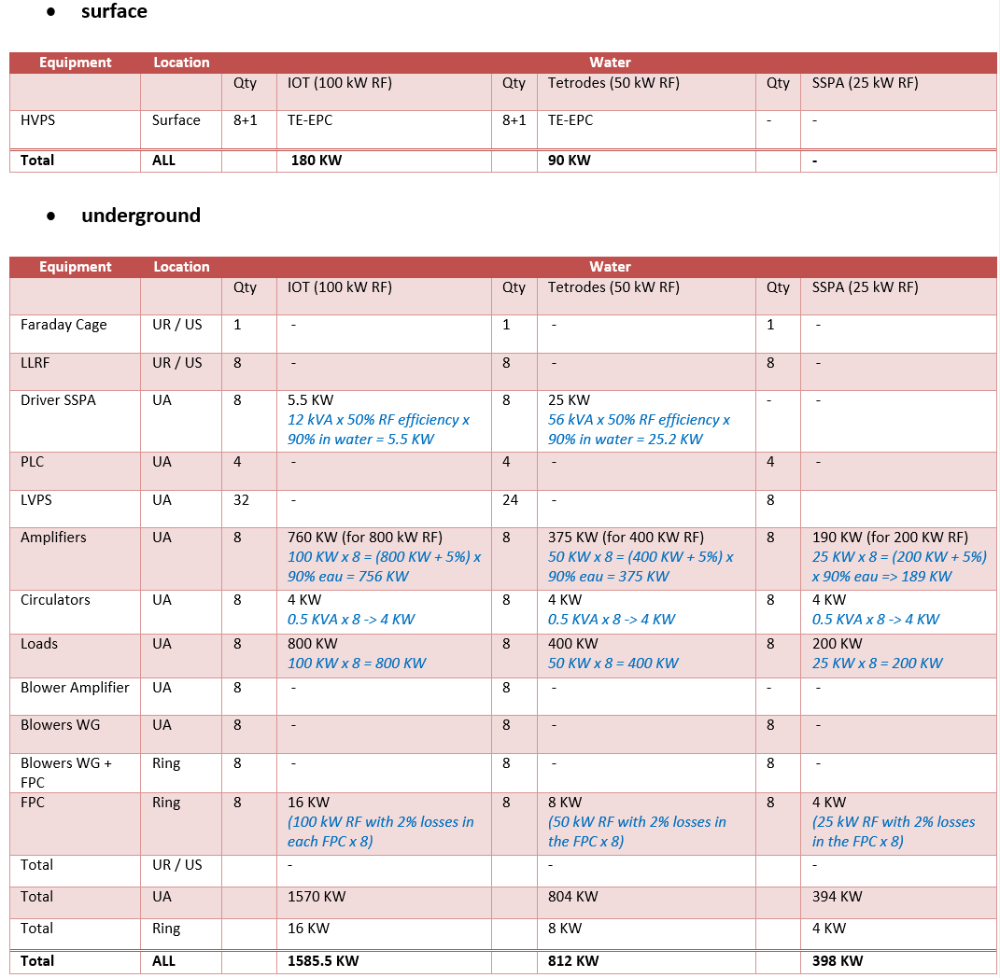 • surface
Equipment Location Water
Qty IOT (100 kW RF) Qty Tetrodes (50 kW RF) Qty SSPA (25 kW RF)
HVPS Surface 8+1 TE-EPC 8+1 TE-EPC - -
Total ALL 180 KW 90 KW -
• underground
Equipment Location Water
Qty IOT (100 kW RF) Qty Tetrodes (50 kW RF) Qty SSPA (25 kW RF)
Faraday Cage UR / US 1 - 1 - 1 -
LLRF UR / US 8 - 8 - 8 -
Driver SSPA UA 8 5.5 KW 8 25 KW - -
12 kVA x 50% RF efficiency x 56 kVA x 50% RF efficiency x
90% in water = 5.5 KW 90% in water = 25.2 KW
PLC UA 4 - 4 - 4 -
LVPS UA 32 - 24 - 8
Amplifiers UA 8 760 KW (for 800 kW RF) 8 375 KW (for 400 KW RF) 8 190 KW (for 200 KW RF)
100 KW x 8 = (800 KW + 5%) x 50 KW x 8 = (400 KW + 5%) x 25 KW x 8 = (200 KW + 5%)
90% eau = 756 KW 90% eau = 375 KW x 90% eau => 189 KW
Circulators UA 8 4 KW 8 4 KW 8 4 KW
0.5 KVA x 8 -> 4 KW 0.5 KVA x 8 -> 4 KW 0.5 KVA x 8 -> 4 KW
Loads UA 8 800 KW 8 400 KW 8 200 KW
100 KW x 8 = 800 KW 50 KW x 8 = 400 KW 25 KW x 8 = 200 KW
Blower Amplifier UA 8 - 8 - - -
Blowers WG UA 8 - 8 - 8 -
Blowers WG + Ring 8 - 8 - 8 -
FPC
FPC Ring 8 16 KW 8 8 KW 8 4 KW
(100 kW RF with 2% losses in (50 kW RF with 2% losses in (25 kW RF with 2% losses
each FPC x 8) the FPC x 8) in the FPC x 8)
Total UR / US - - -
Total UA 1570 KW 804 KW 394 KW
Total Ring 16 KW 8 KW 4 KW
Total ALL 1585.5 KW 812 KW 398 KW